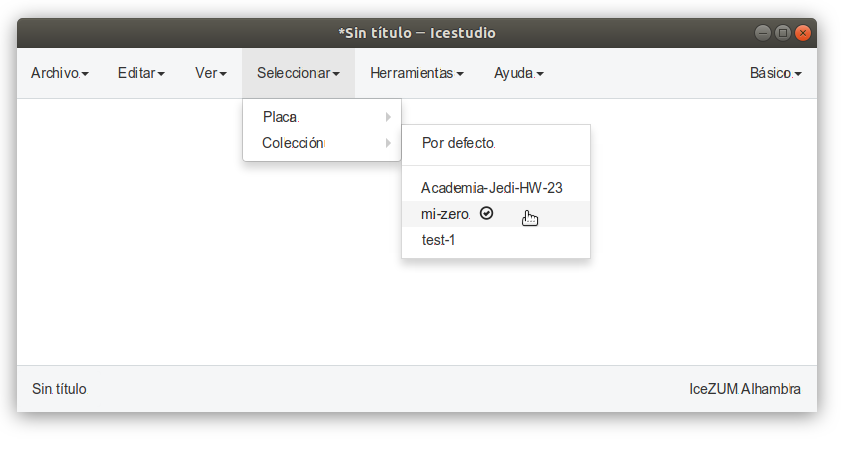 *Sin título — Icestudio
Archivo Editar Ver Seleccionar Herramientas Ayuda Básico
Placa
Colección
Por defecto
Academia-Jedi-HW-23
mi-zero
test-1
Sin título IceZUM Alhambra